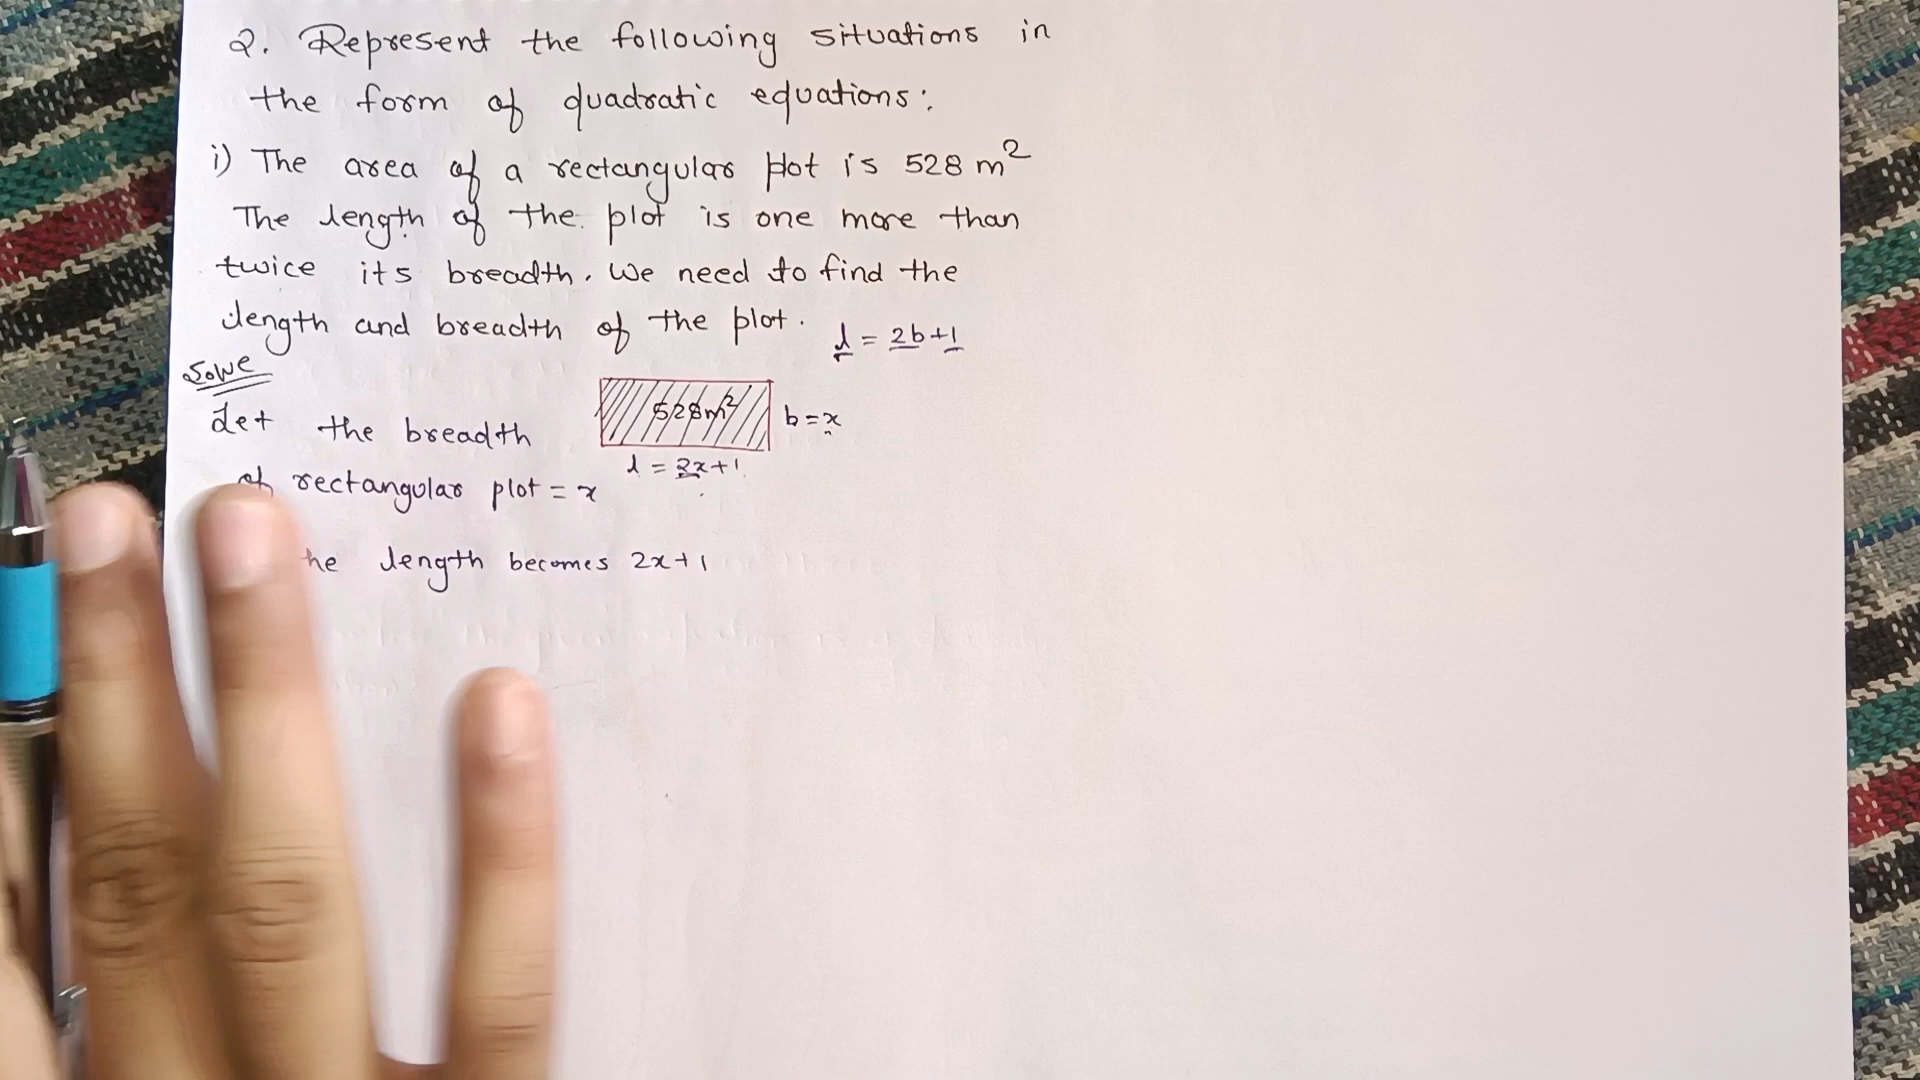 2. Represent the following situations in
the form of quadratic equations:
i) The area of a rectangular plot is 528 m²
The length of the plot is one more than
twice its breadth. We need to find the
length and breadth of the plot.
l = 2b+1
Solve
Let the breadth
528m²
b = x
l = 2x+1
of rectangular plot = x
he length becomes 2x+1